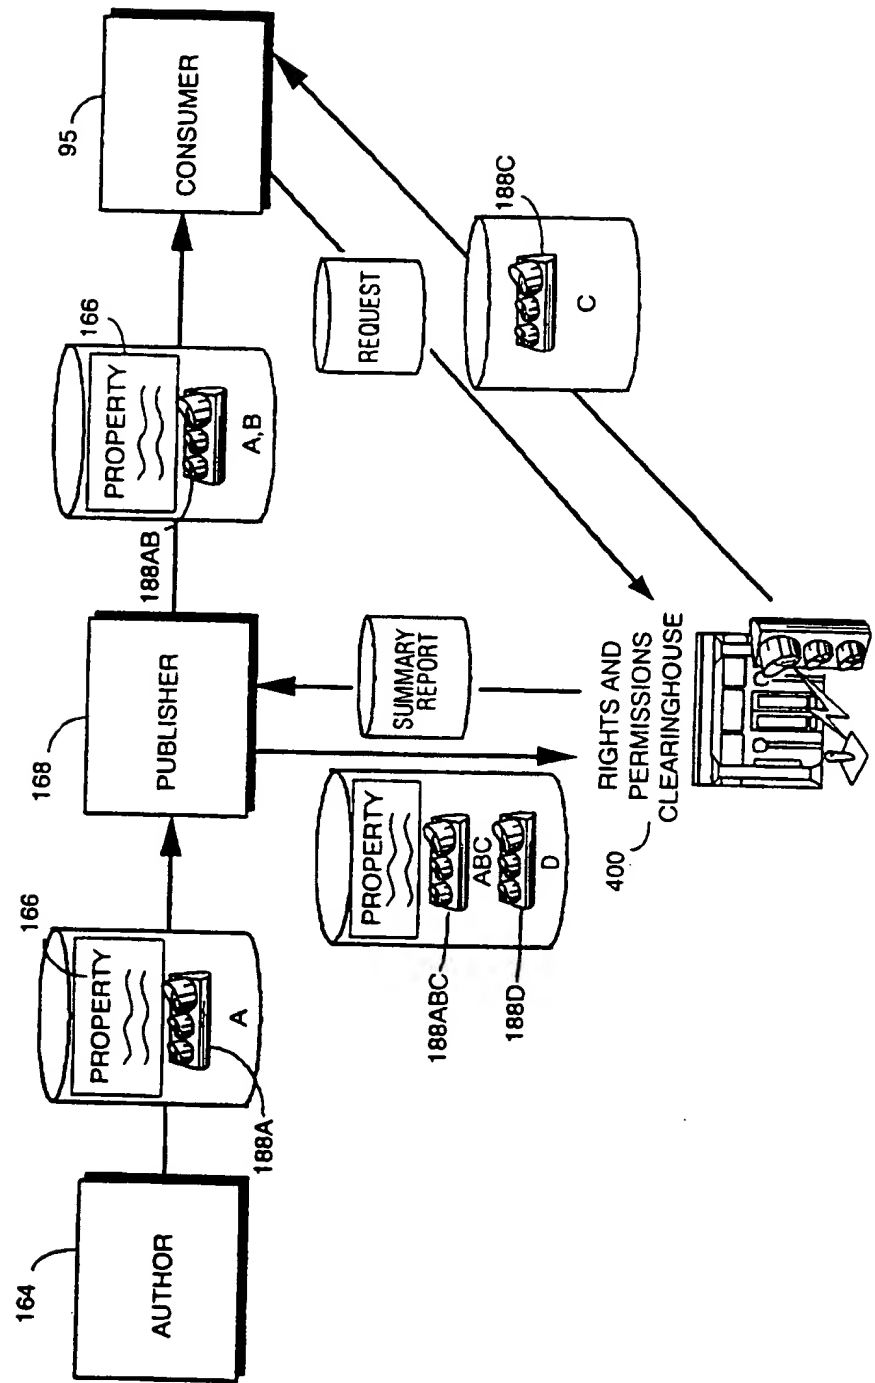 164
AUTHOR
166
PROPERTY
A
188A
168
PUBLISHER
188AB
166
PROPERTY
A,B
95
CONSUMER
PROPERTY
188ABC
ABC
188D
D
SUMMARY
REPORT
REQUEST
188C
C
400
RIGHTS AND
PERMISSIONS
CLEARINGHOUSE